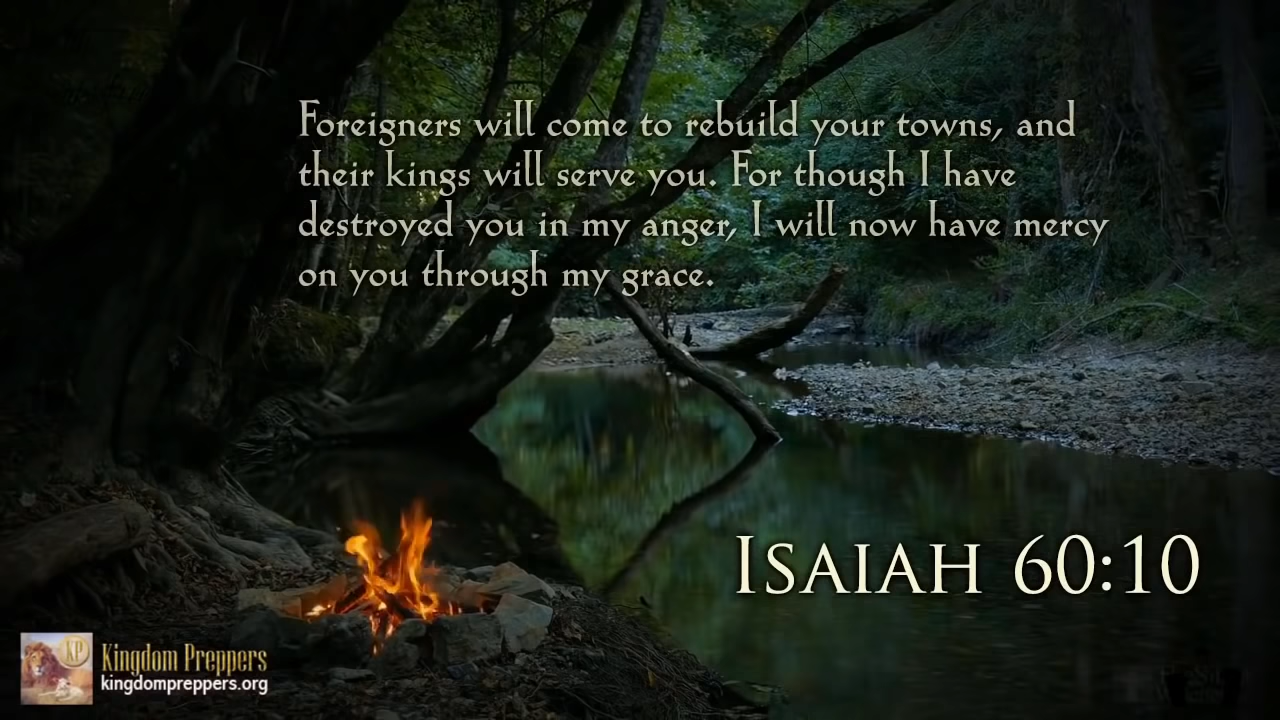 Foreigners will come to rebuild your towns, and
their kings will serve you. For though I have
destroyed you in my anger, I will now have mercy
on you through my grace.
Isaiah 60:10
KP
Kingdom Preppers
kingdompreppers.org